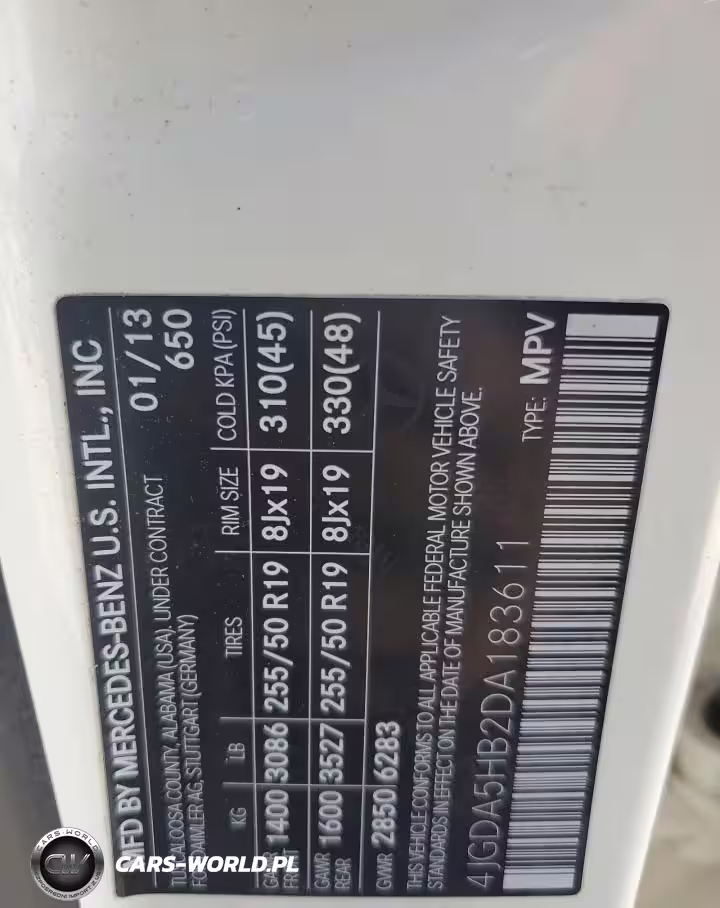 MFD BY MERCEDES-BENZ U.S. INTL., INC
TUSCALOOSA COUNTY, ALABAMA (USA), UNDER CONTRACT 01/13
FOR DAIMLER AG, STUTTGART (GERMANY) 650
KG LB TIRES RIM SIZE COLD KPA (PSI)
GAWR FRT 1400 3086 255/50 R19 8Jx19 310(45)
GAWR REAR 1600 3527 255/50 R19 8Jx19 330(48)
GVWR 2850 6283
THIS VEHICLE CONFORMS TO ALL APPLICABLE FEDERAL MOTOR VEHICLE SAFETY
STANDARDS IN EFFECT ON THE DATE OF MANUFACTURE SHOWN ABOVE.
4JGDA5HB2DA183611 TYPE: MPV
CARS-WORLD
CW
CARS-WORLD.PL